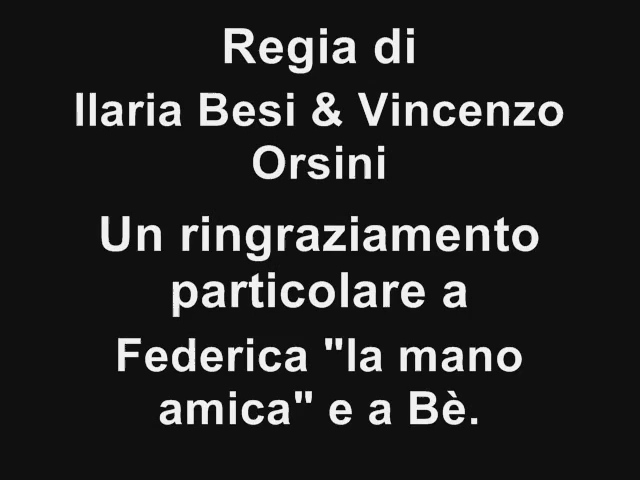 Regia di
Ilaria Besi & Vincenzo
Orsini
Un ringraziamento
particolare a
Federica "la mano
amica" e a Bè.